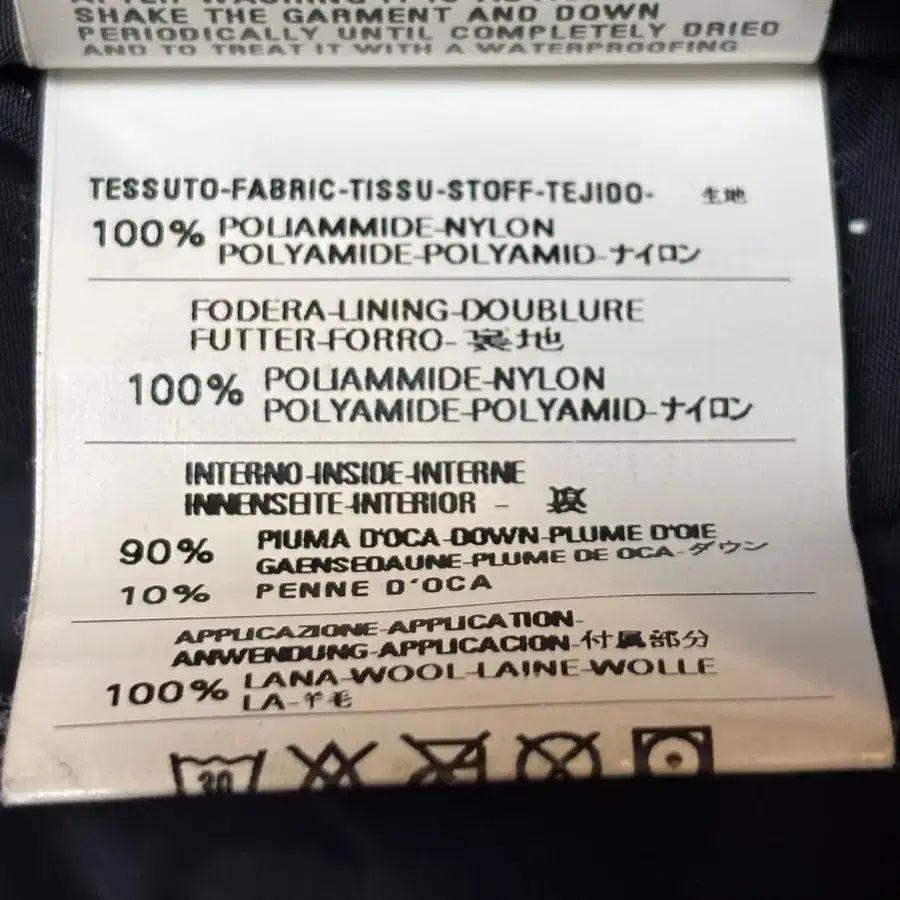 SHAKE THE GARMENT AND DOWN
PERIODICALLY UNTIL COMPLETELY DRIED
AND TO TREAT IT WITH A WATERPROOFING
TESSUTO-FABRIC-TISSU-STOFF-TEJIDO- 生地
100% POLIAMMIDE-NYLON
POLYAMIDE-POLYAMID-ナイロン
FODERA-LINING-DOUBLURE
FUTTER-FORRO-裏地
100% POLIAMMIDE-NYLON
POLYAMIDE-POLYAMID-ナイロン
INTERNO-INSIDE-INTERNE
INNENSEITE-INTERIOR -
90% PIUMA D'OCA-DOWN-PLUME D'OIE
GAENSEDAUNE-PLUME DE OCA-ダウン
10% PENNE D'OCA
APPLICAZIONE-APPLICATION-
ANWENDUNG-APPLICACION-付属部分
100% LANA-WOOL-LAINE-WOLLE
LA-羊毛
30